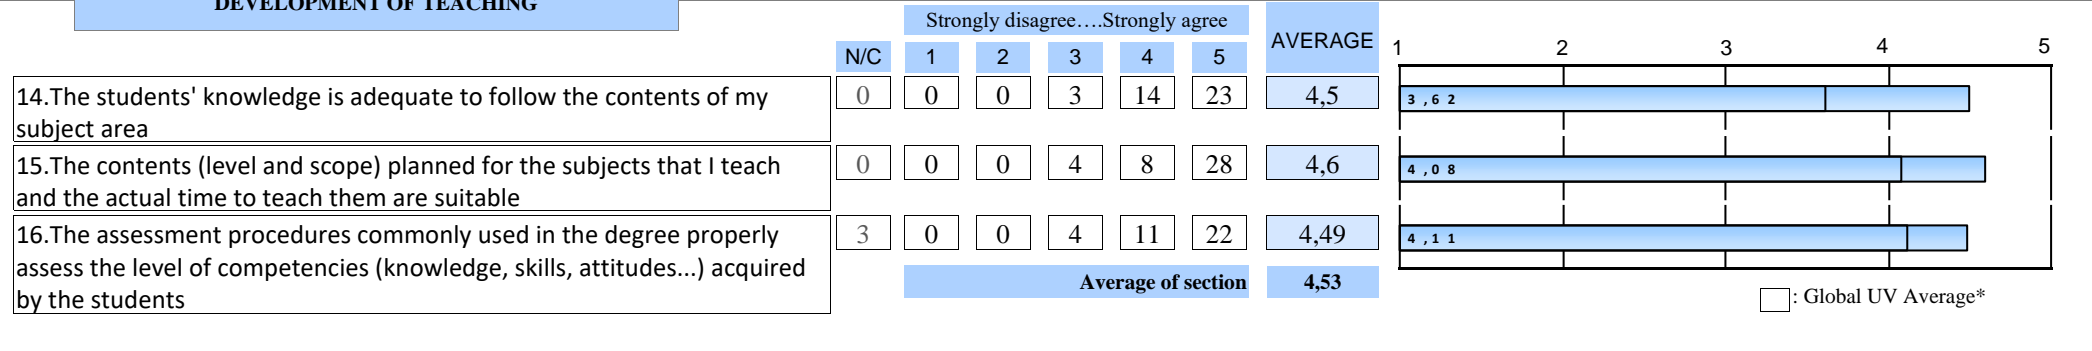 DEVELOPMENT OF TEACHING
Strongly disagree….Strongly agree
AVERAGE
N/C 1 2 3 4 5
1 2 3 4 5
14.The students' knowledge is adequate to follow the contents of my
subject area
0 0 0 3 14 23 4,5
3,62
15.The contents (level and scope) planned for the subjects that I teach
and the actual time to teach them are suitable
0 0 0 4 8 28 4,6
4,08
16.The assessment procedures commonly used in the degree properly
assess the level of competencies (knowledge, skills, attitudes...) acquired
by the students
3 0 0 4 11 22 4,49
4,11
Average of section 4,53
: Global UV Average*